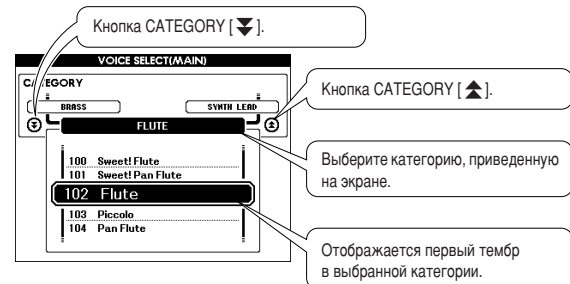 Кнопка CATEGORY [ ].
VOICE SELECT(MAIN)
CATEGORY
BRASS
SYNTH LEAD
Кнопка CATEGORY [ ].
FLUTE
100 Sweet! Flute
101 Sweet! Pan Flute
102 Flute
103 Piccolo
104 Pan Flute
Выберите категорию, приведенную
на экране.
Отображается первый тембр
в выбранной категории.